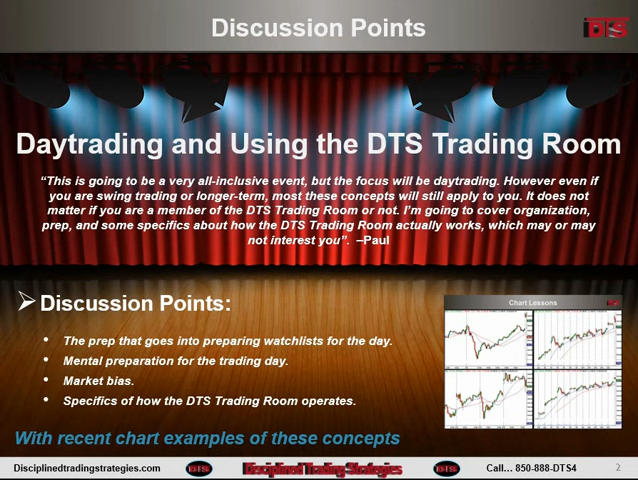 Discussion Points
iDTS
Daytrading and Using the DTS Trading Room
“This is going to be a very all-inclusive event, but the focus will be daytrading. However even if
you are swing trading or longer-term, most these concepts will still apply to you. It does not
matter if you are a member of the DTS Trading Room or not. I’m going to cover organization,
prep, and some specifics about how the DTS Trading Room actually works, which may or may
not interest you”. –Paul
Discussion Points:
• The prep that goes into preparing watchlists for the day.
• Mental preparation for the trading day.
• Market bias.
• Specifics of how the DTS Trading Room operates.
Chart Lessons
With recent chart examples of these concepts
Disciplinedtradingstrategies.com
DTS
Disciplined Trading Strategies
DTS
Call… 850-888-DTS4
2